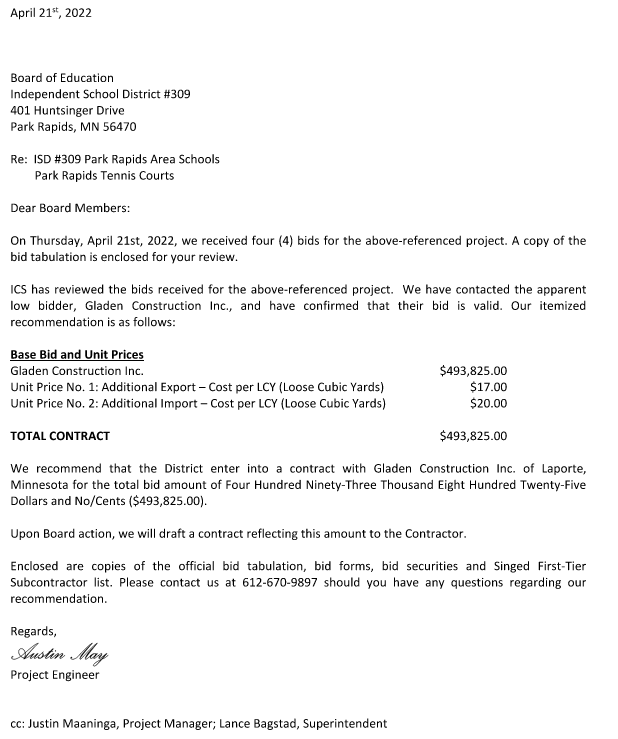 April 21st, 2022
Board of Education
Independent School District #309
401 Huntsinger Drive
Park Rapids, MN 56470
Re: ISD #309 Park Rapids Area Schools
Park Rapids Tennis Courts
Dear Board Members:
On Thursday, April 21st, 2022, we received four (4) bids for the above-referenced project. A copy of the
bid tabulation is enclosed for your review.
ICS has reviewed the bids received for the above-referenced project. We have contacted the apparent
low bidder, Gladen Construction Inc., and have confirmed that their bid is valid. Our itemized
recommendation is as follows:
Base Bid and Unit Prices
Gladen Construction Inc. $493,825.00
Unit Price No. 1: Additional Export – Cost per LCY (Loose Cubic Yards) $17.00
Unit Price No. 2: Additional Import – Cost per LCY (Loose Cubic Yards) $20.00
TOTAL CONTRACT $493,825.00
We recommend that the District enter into a contract with Gladen Construction Inc. of Laporte,
Minnesota for the total bid amount of Four Hundred Ninety-Three Thousand Eight Hundred Twenty-Five
Dollars and No/Cents ($493,825.00).
Upon Board action, we will draft a contract reflecting this amount to the Contractor.
Enclosed are copies of the official bid tabulation, bid forms, bid securities and Singed First-Tier
Subcontractor list. Please contact us at 612-670-9897 should you have any questions regarding our
recommendation.
Regards,
Austin May
Project Engineer
cc: Justin Maaninga, Project Manager; Lance Bagstad, Superintendent